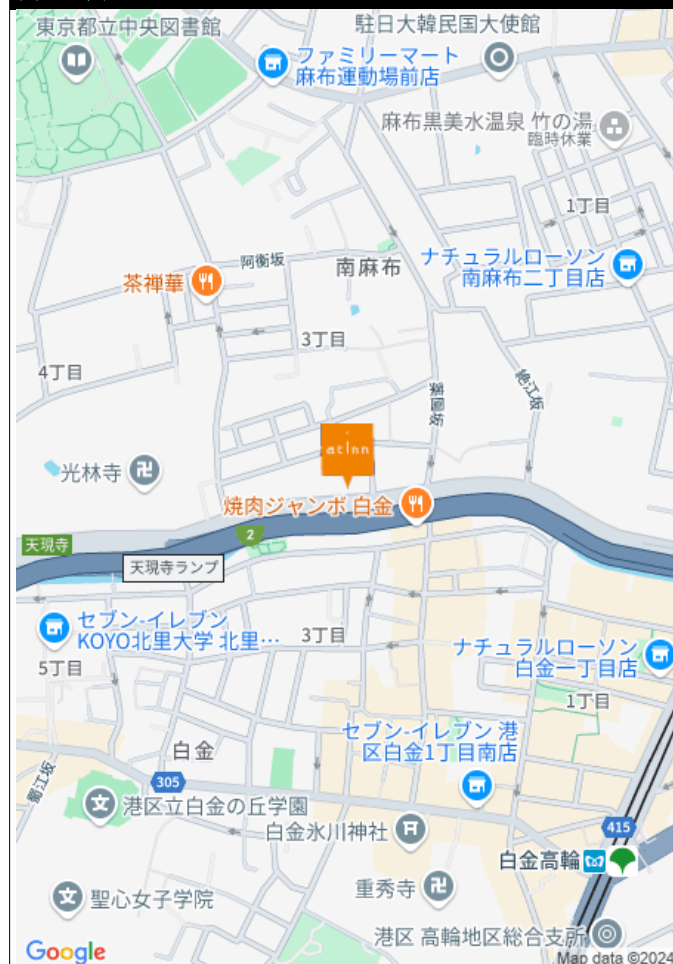 東京都立中央図書館
駐日大韓民国大使館
ファミリーマート
麻布運動場前店
麻布黒美水温泉 竹の湯
臨時休業
1丁目
阿衡坂
南麻布
ナチュラルローソン
南麻布二丁目店
茶禅華
3丁目
4丁目
薬園坂
絶江坂
at Inn
光林寺
焼肉ジャンボ 白金
2
天現寺
天現寺ランプ
セブン-イレブン
KOYO北里大学 北里…
3丁目
ナチュラルローソン
白金一丁目店
5丁目
1丁目
セブン-イレブン 港
区白金1丁目南店
白金
305
港区立白金の丘学園
白金氷川神社
415
白金高輪
重秀寺
聖心女子学院
港区 高輪地区総合支所
Google
Map data ©2024